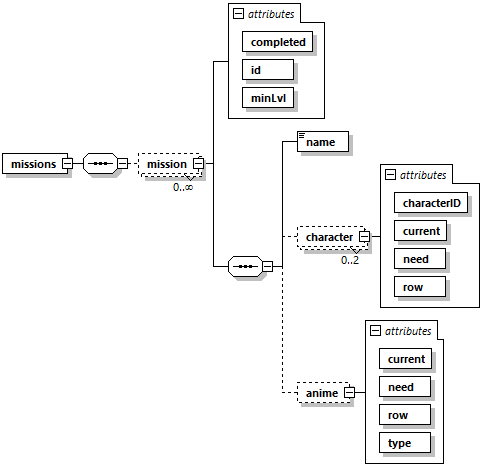 attributes
completed
id
minLvl
missions
mission
0..∞
name
attributes
characterID
current
need
row
character
0..2
attributes
current
need
row
type
anime